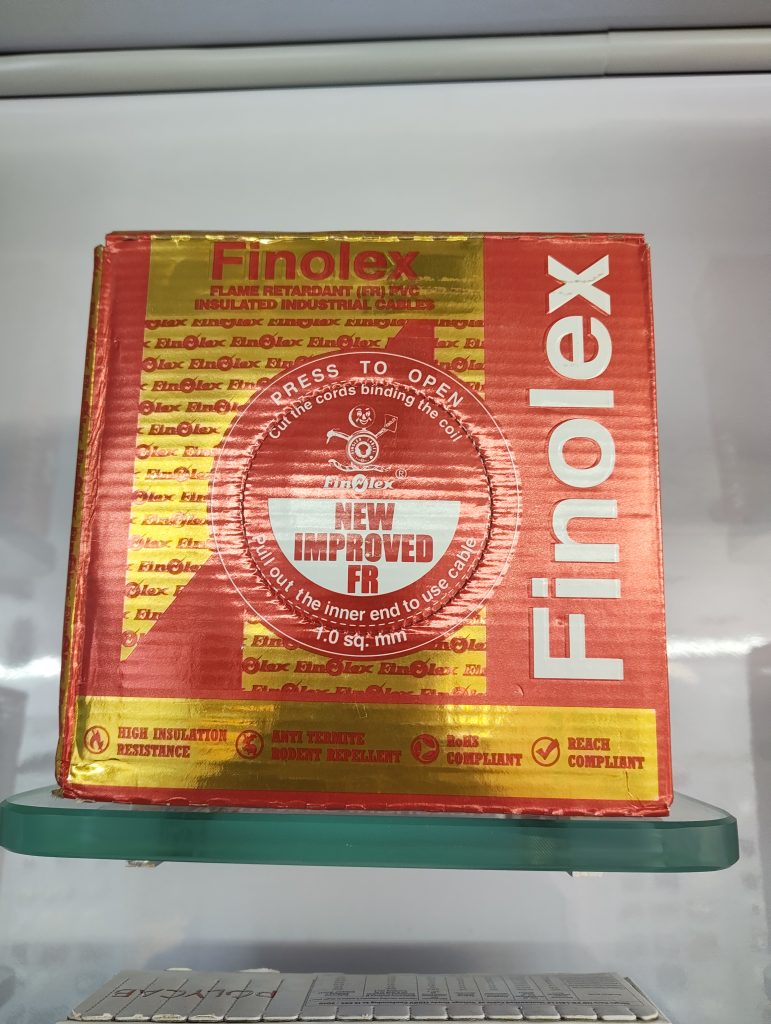 Finolex
FLAME RETARDANT (FR) PVC
INSULATED INDUSTRIAL CABLES
PRESS TO OPEN
Cut the cords binding the coil
Finolex ®
NEW
IMPROVED
FR
Pull out the inner end to use cable
1.0 sq. mm
Finolex
HIGH INSULATION
RESISTANCE
ANTI TERMITE
RODENT REPELLENT
RoHS
COMPLIANT
REACH
COMPLIANT
POLYCAB